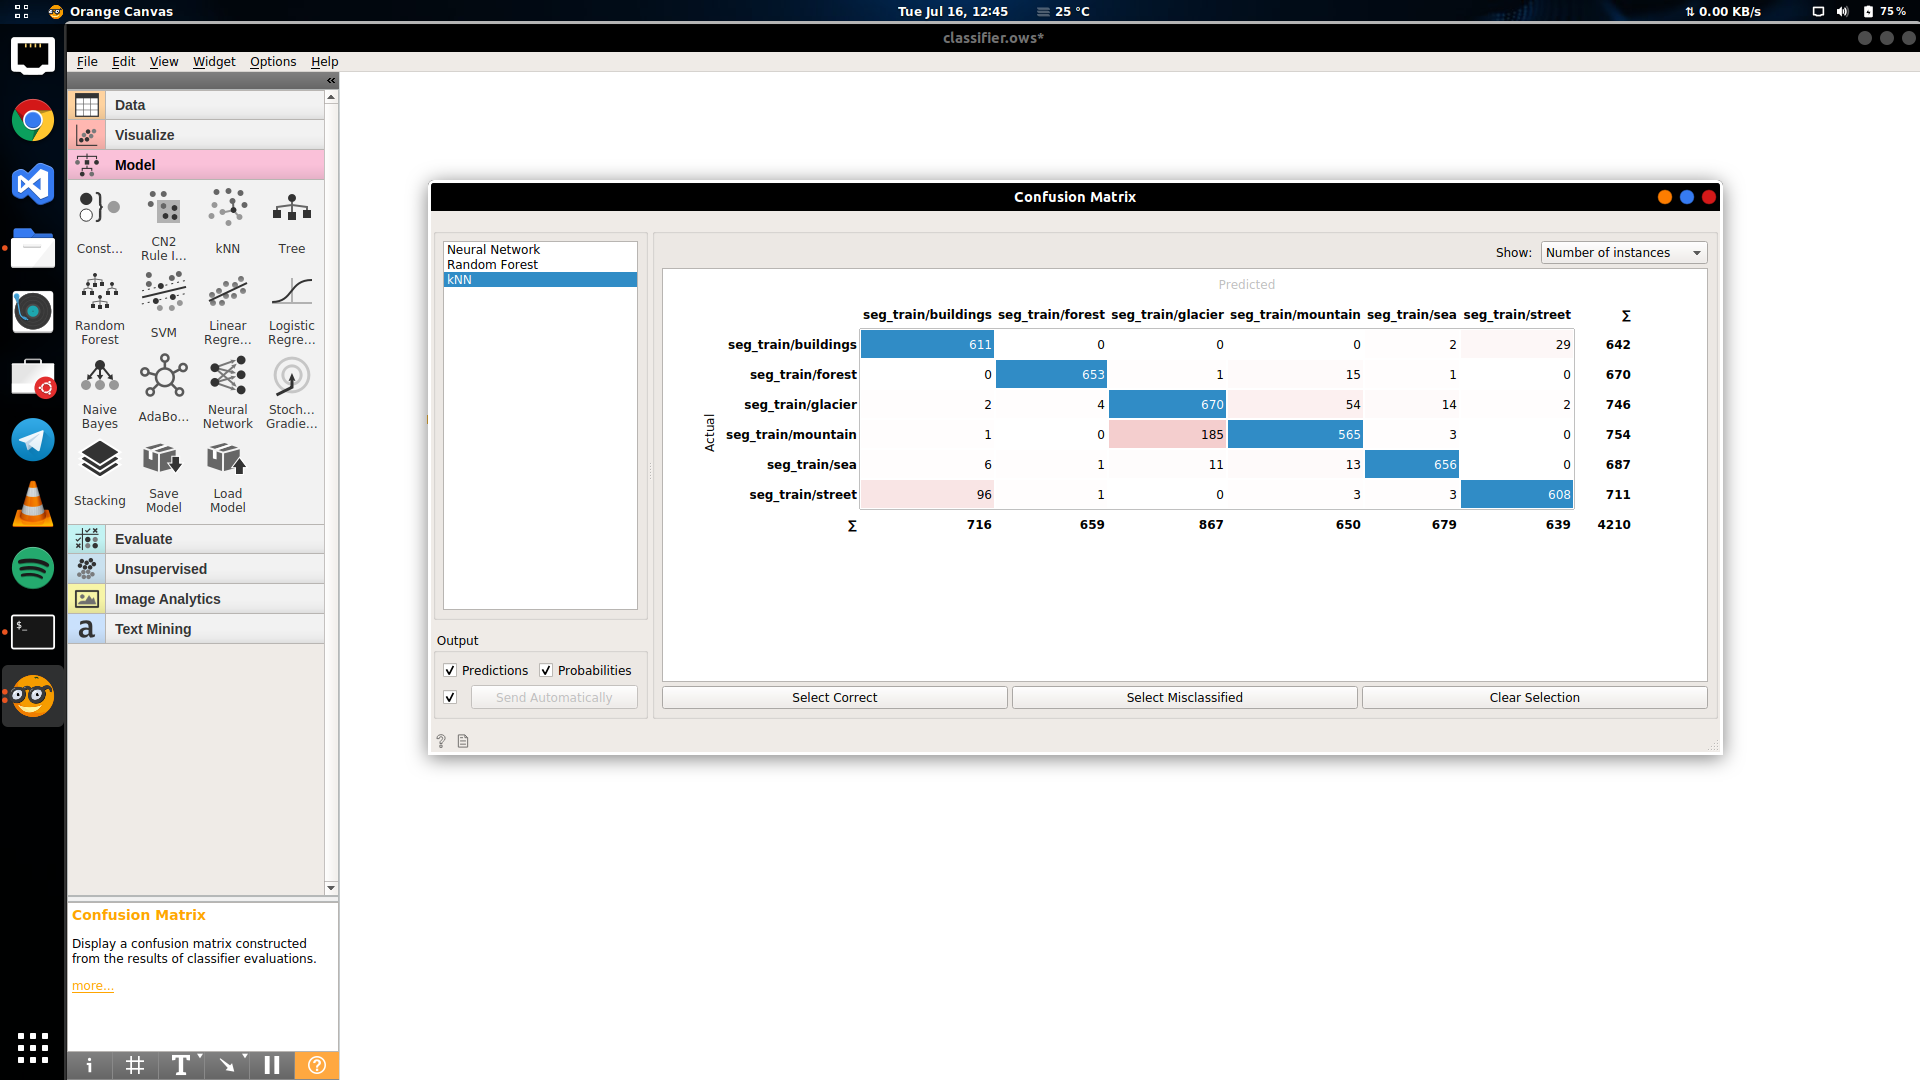 Orange Canvas
Tue Jul 16, 12:45
25 °C
0.00 KB/s
75 %
classifier.ows*
File Edit View Widget Options Help
Data
Visualize
Model
Const...
CN2 Rule I...
kNN
Tree
Random Forest
SVM
Linear Regre...
Logistic Regre...
Naive Bayes
AdaBo...
Neural Network
Stoch... Gradie...
Stacking
Save Model
Load Model
Evaluate
Unsupervised
Image Analytics
Text Mining
Confusion Matrix
Display a confusion matrix constructed
from the results of classifier evaluations.
more...
Confusion Matrix
Neural Network
Random Forest
kNN
Output
Predictions Probabilities
Send Automatically
Show: Number of instances
Predicted
seg_train/buildings seg_train/forest seg_train/glacier seg_train/mountain seg_train/sea seg_train/street Σ
Actual
seg_train/buildings 611 0 0 0 2 29 642
seg_train/forest 0 653 1 15 1 0 670
seg_train/glacier 2 4 670 54 14 2 746
seg_train/mountain 1 0 185 565 3 0 754
seg_train/sea 6 1 11 13 656 0 687
seg_train/street 96 1 0 3 3 608 711
Σ 716 659 867 650 679 639 4210
Select Correct
Select Misclassified
Clear Selection